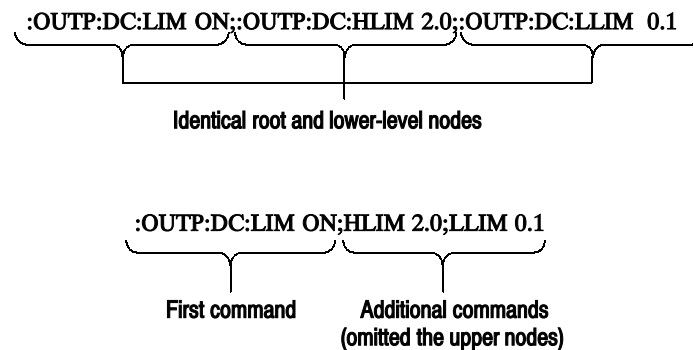 :OUTP:DC:LIM ON;:OUTP:DC:HLIM 2.0;:OUTP:DC:LLIM 0.1
Identical root and lower-level nodes
:OUTP:DC:LIM ON;HLIM 2.0;LLIM 0.1
First command
Additional commands
(omitted the upper nodes)